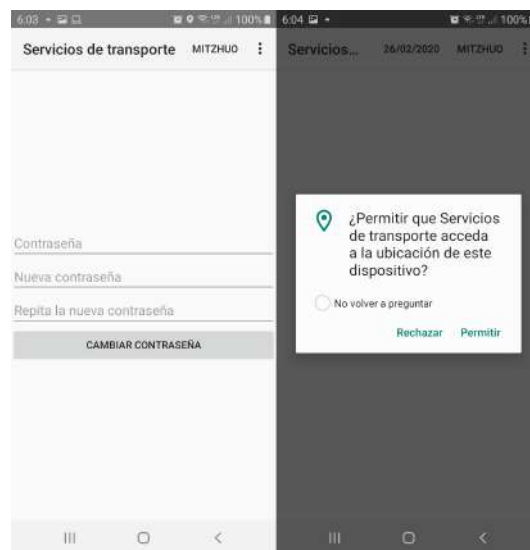 6:03
100%
Servicios de transporte MITZHUO
Contraseña
Nueva contraseña
Repita la nueva contraseña
CAMBIAR CONTRASEÑA
6:04
100%
Servicios... 26/02/2020 MITZHUO
¿Permitir que Servicios
de transporte acceda
a la ubicación de este
dispositivo?
No volver a preguntar
Rechazar Permitir